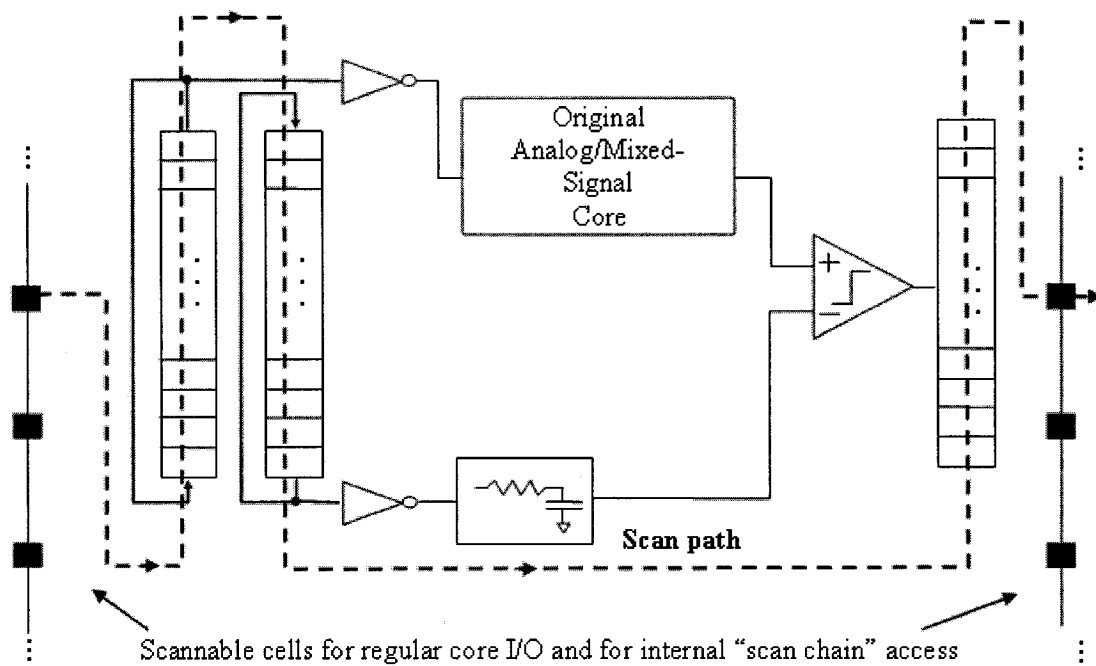 Original
Analog/Mixed-
Signal
Core
+
−
Scan path
Scannable cells for regular core I/O and for internal “scan chain” access